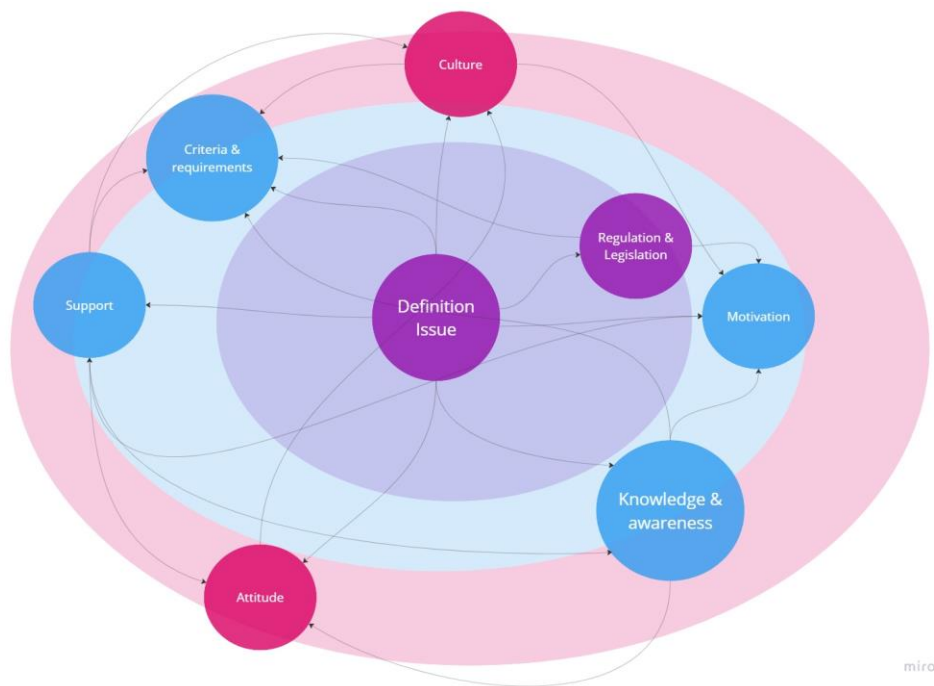 Culture
Criteria &
requirements
Regulation &
Legislation
Support
Definition
Issue
Motivation
Knowledge &
awareness
Attitude
miro